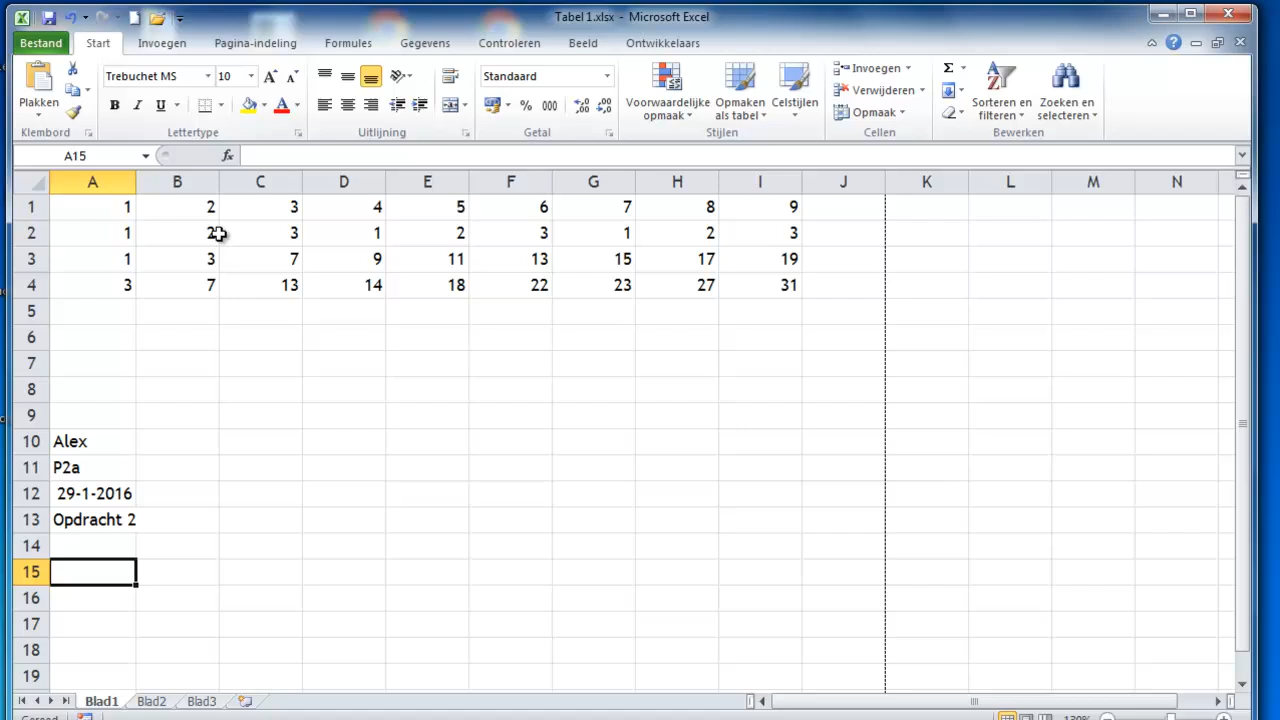 Tabel 1.xlsx - Microsoft Excel
Bestand Start Invoegen Pagina-indeling Formules Gegevens Controleren Beeld Ontwikkelaars
Plakken
Klembord
Trebuchet MS 10
B I U A
Lettertype
Uitlijning
Standaard
% 000
Getal
Voorwaardelijke opmaak
Opmaken als tabel
Celstijlen
Stijlen
Invoegen
Verwijderen
Opmaak
Cellen
Σ
Sorteren en filteren
Zoeken en selecteren
Bewerken
A15 fx
A B C D E F G H I J K L M N
1 1 2 3 4 5 6 7 8 9
2 1 2 3 1 2 3 1 2 3
3 1 3 7 9 11 13 15 17 19
4 3 7 13 14 18 22 23 27 31
5
6
7
8
9
10 Alex
11 P2a
12 29-1-2016
13 Opdracht 2
14
15
16
17
18
19
Blad1 Blad2 Blad3
Gereed 130%